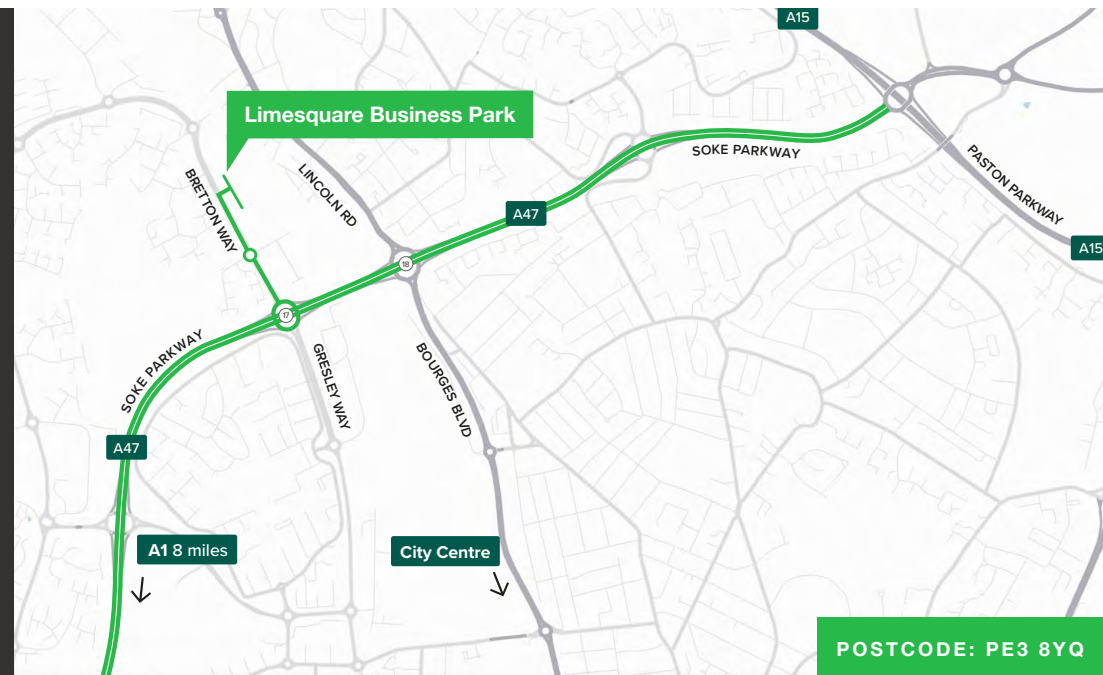 A15
Limesquare Business Park
SOKE PARKWAY
PASTON PARKWAY
LINCOLN RD
BRETTON WAY
A47
A15
18
17
SOKE PARKWAY
GRESLEY WAY
BOURGES BLVD
A47
A1 8 miles
City Centre
POSTCODE: PE3 8YQ